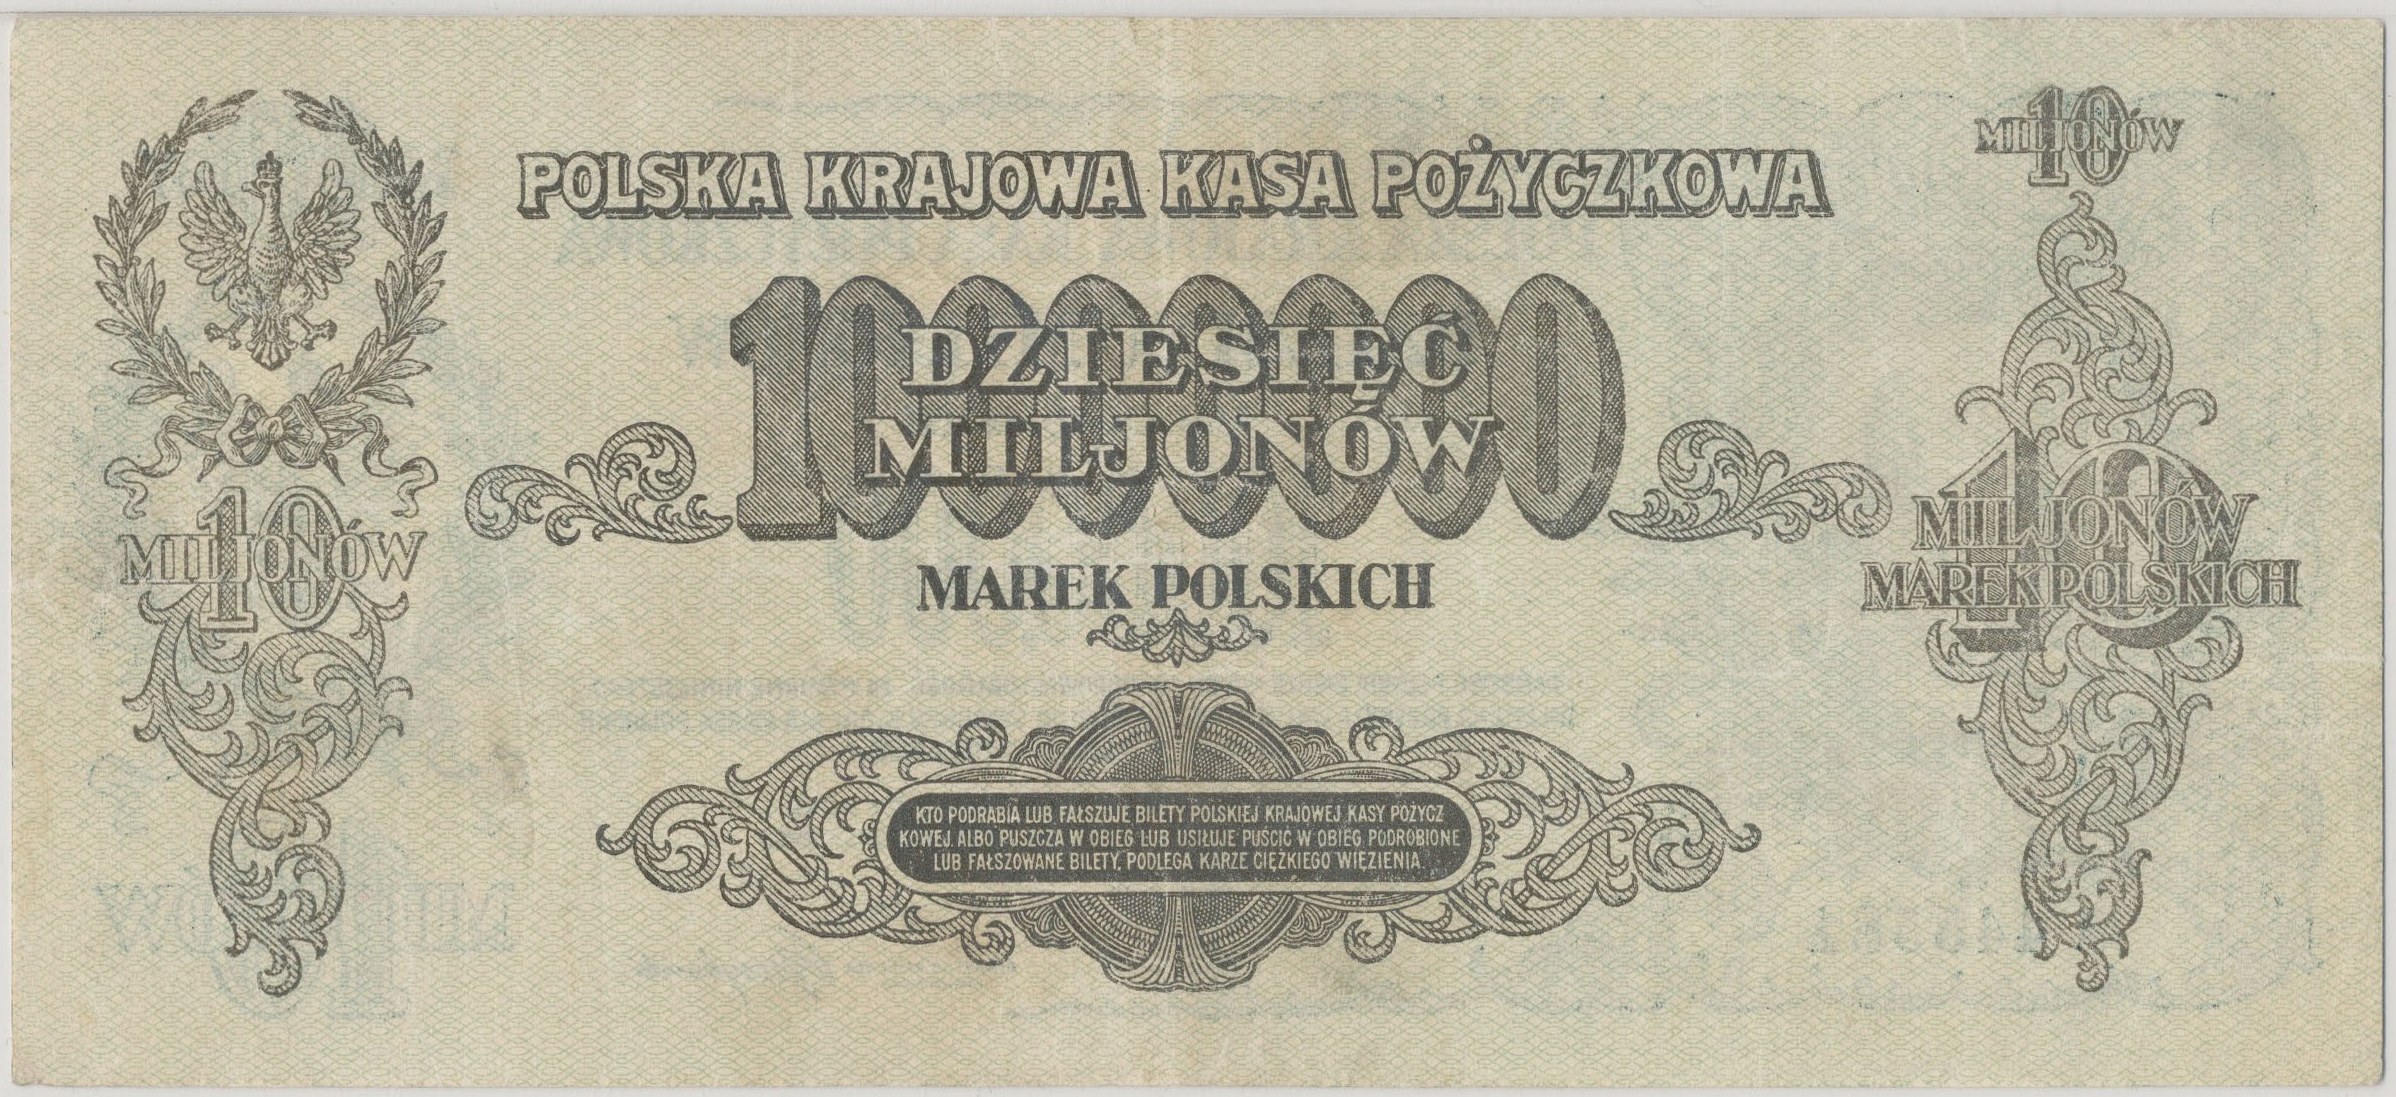 10
MILJONÓW
POLSKA KRAJOWA KASA POŻYCZKOWA
10000000
DZIESIĘĆ
MILJONÓW
MAREK POLSKICH
10
MILJONÓW
10
MILJONÓW
MAREK POLSKICH
KTO PODRABIA LUB FAŁSZUJE BILETY POLSKIEJ KRAJOWEJ KASY POŻYCZ
KOWEJ ALBO PUSZCZA W OBIEG LUB USIŁUJE PUŚCIĆ W OBIEG PODROBIONE
LUB FAŁSZOWANE BILETY, PODLEGA KARZE CIĘŻKIEGO WIĘZIENIA